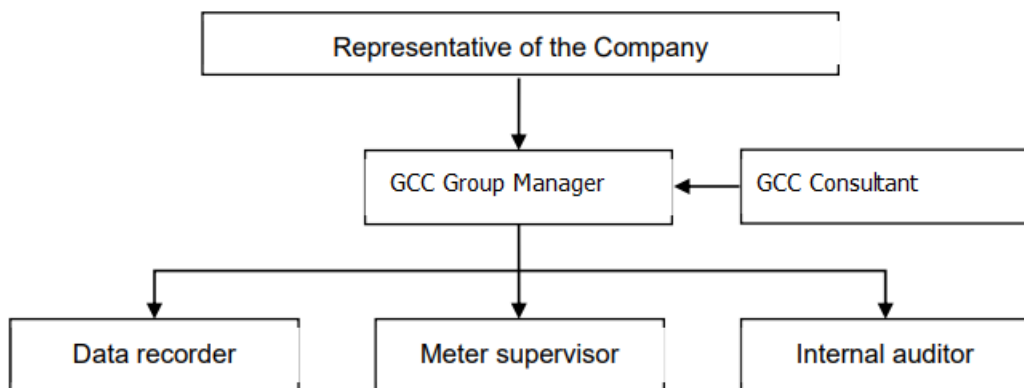 Representative of the Company
GCC Group Manager
GCC Consultant
Data recorder
Meter supervisor
Internal auditor